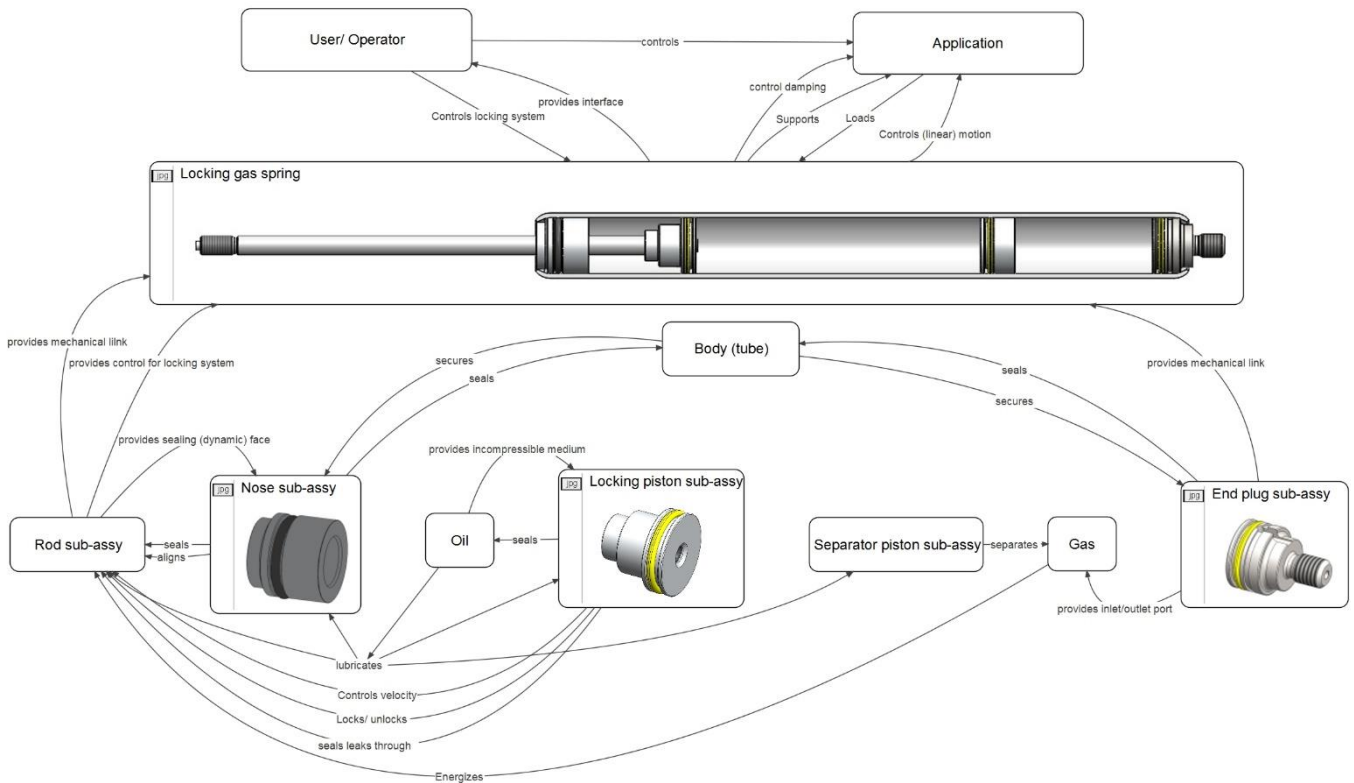 User/ Operator
controls
Application
control damping
provides interface
Controls locking system
Supports
Loads
Controls (linear) motion
jpg
Locking gas spring
provides mechanical lilnk
provides control for locking system
secures
Body (tube)
seals
seals
provides mechanical link
secures
provides sealing (dynamic) face
provides incompressible medium
jpg
Nose sub-assy
jpg
Locking piston sub-assy
jpg
End plug sub-assy
Rod sub-assy
seals
aligns
Oil
seals
Separator piston sub-assy
separates
Gas
provides inlet/outlet port
lubricates
Controls velocity
Locks/ unlocks
seals leaks through
Energizes